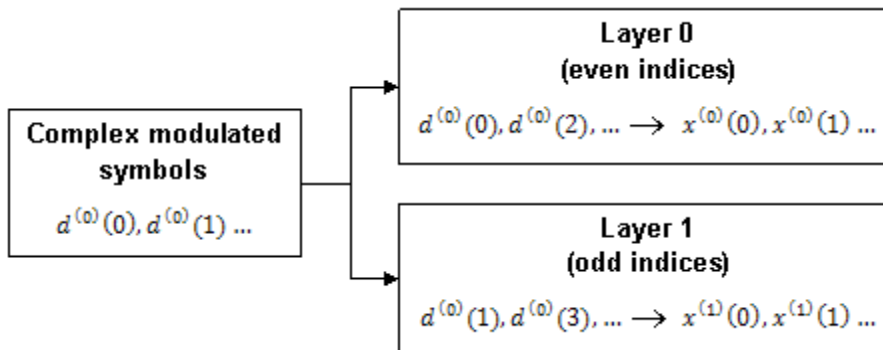 Complex modulated
symbols
d⁽⁰⁾(0), d⁽⁰⁾(1) ...
Layer 0
(even indices)
d⁽⁰⁾(0), d⁽⁰⁾(2), ... → x⁽⁰⁾(0), x⁽⁰⁾(1) ...
Layer 1
(odd indices)
d⁽⁰⁾(1), d⁽⁰⁾(3), ... → x⁽¹⁾(0), x⁽¹⁾(1) ...